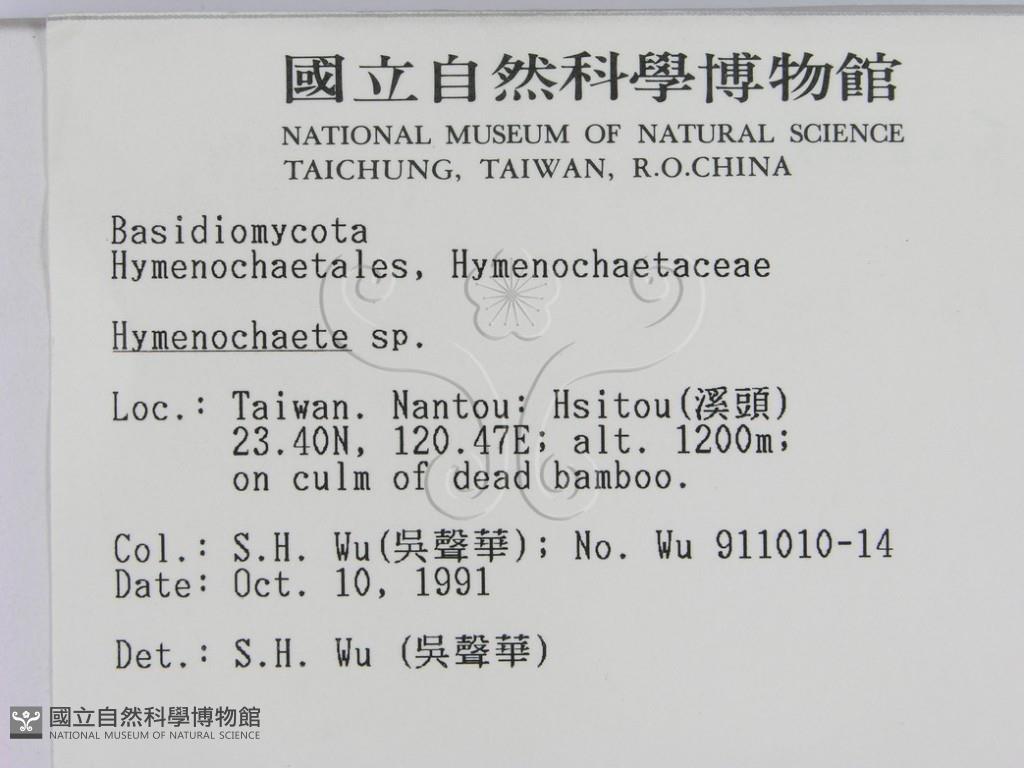 國立自然科學博物館
NATIONAL MUSEUM OF NATURAL SCIENCE
TAICHUNG, TAIWAN, R.O.CHINA
Basidiomycota
Hymenochaetales, Hymenochaetaceae
Hymenochaete sp.
Loc.: Taiwan. Nantou: Hsitou(溪頭)
23.40N, 120.47E; alt. 1200m;
on culm of dead bamboo.
Col.: S.H. Wu(吳聲華); No. Wu 911010-14
Date: Oct. 10, 1991
Det.: S.H. Wu (吳聲華)
國立自然科學博物館
NATIONAL MUSEUM OF NATURAL SCIENCE